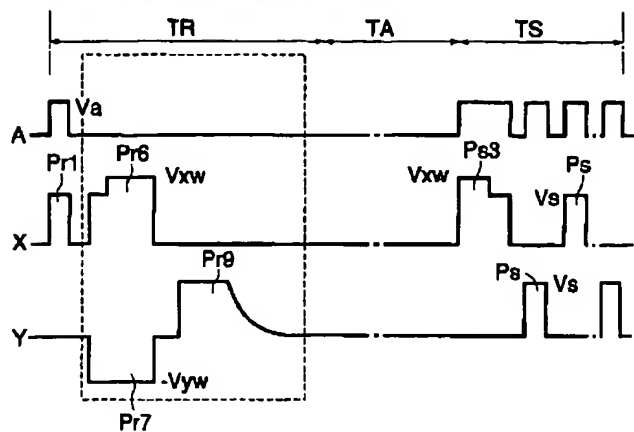 TR TA TS
A Va
Pr1 Pr6 Vxw Vxw Ps3 Ps
Vs
X
Pr9 Ps Vs
Y
-Vyw
Pr7